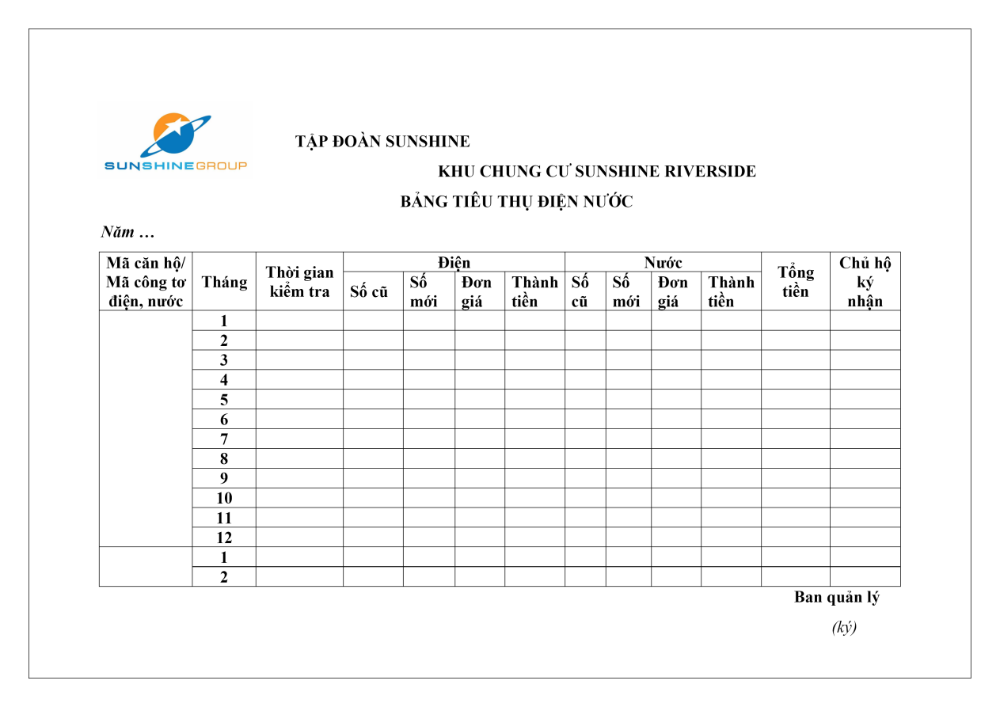 SUNSHINEGROUP
TẬP ĐOÀN SUNSHINE
KHU CHUNG CƯ SUNSHINE RIVERSIDE
BẢNG TIÊU THỤ ĐIỆN NƯỚC
Năm …
Mã căn hộ/
Mã công tơ
điện, nước
Tháng
Thời gian
kiểm tra
Điện
Số cũ
Số
mới
Đơn
giá
Thành
tiền
Nước
Số
cũ
Số
mới
Đơn
giá
Thành
tiền
Tổng
tiền
Chủ hộ
ký
nhận
1
2
3
4
5
6
7
8
9
10
11
12
1
2
Ban quản lý
(ký)